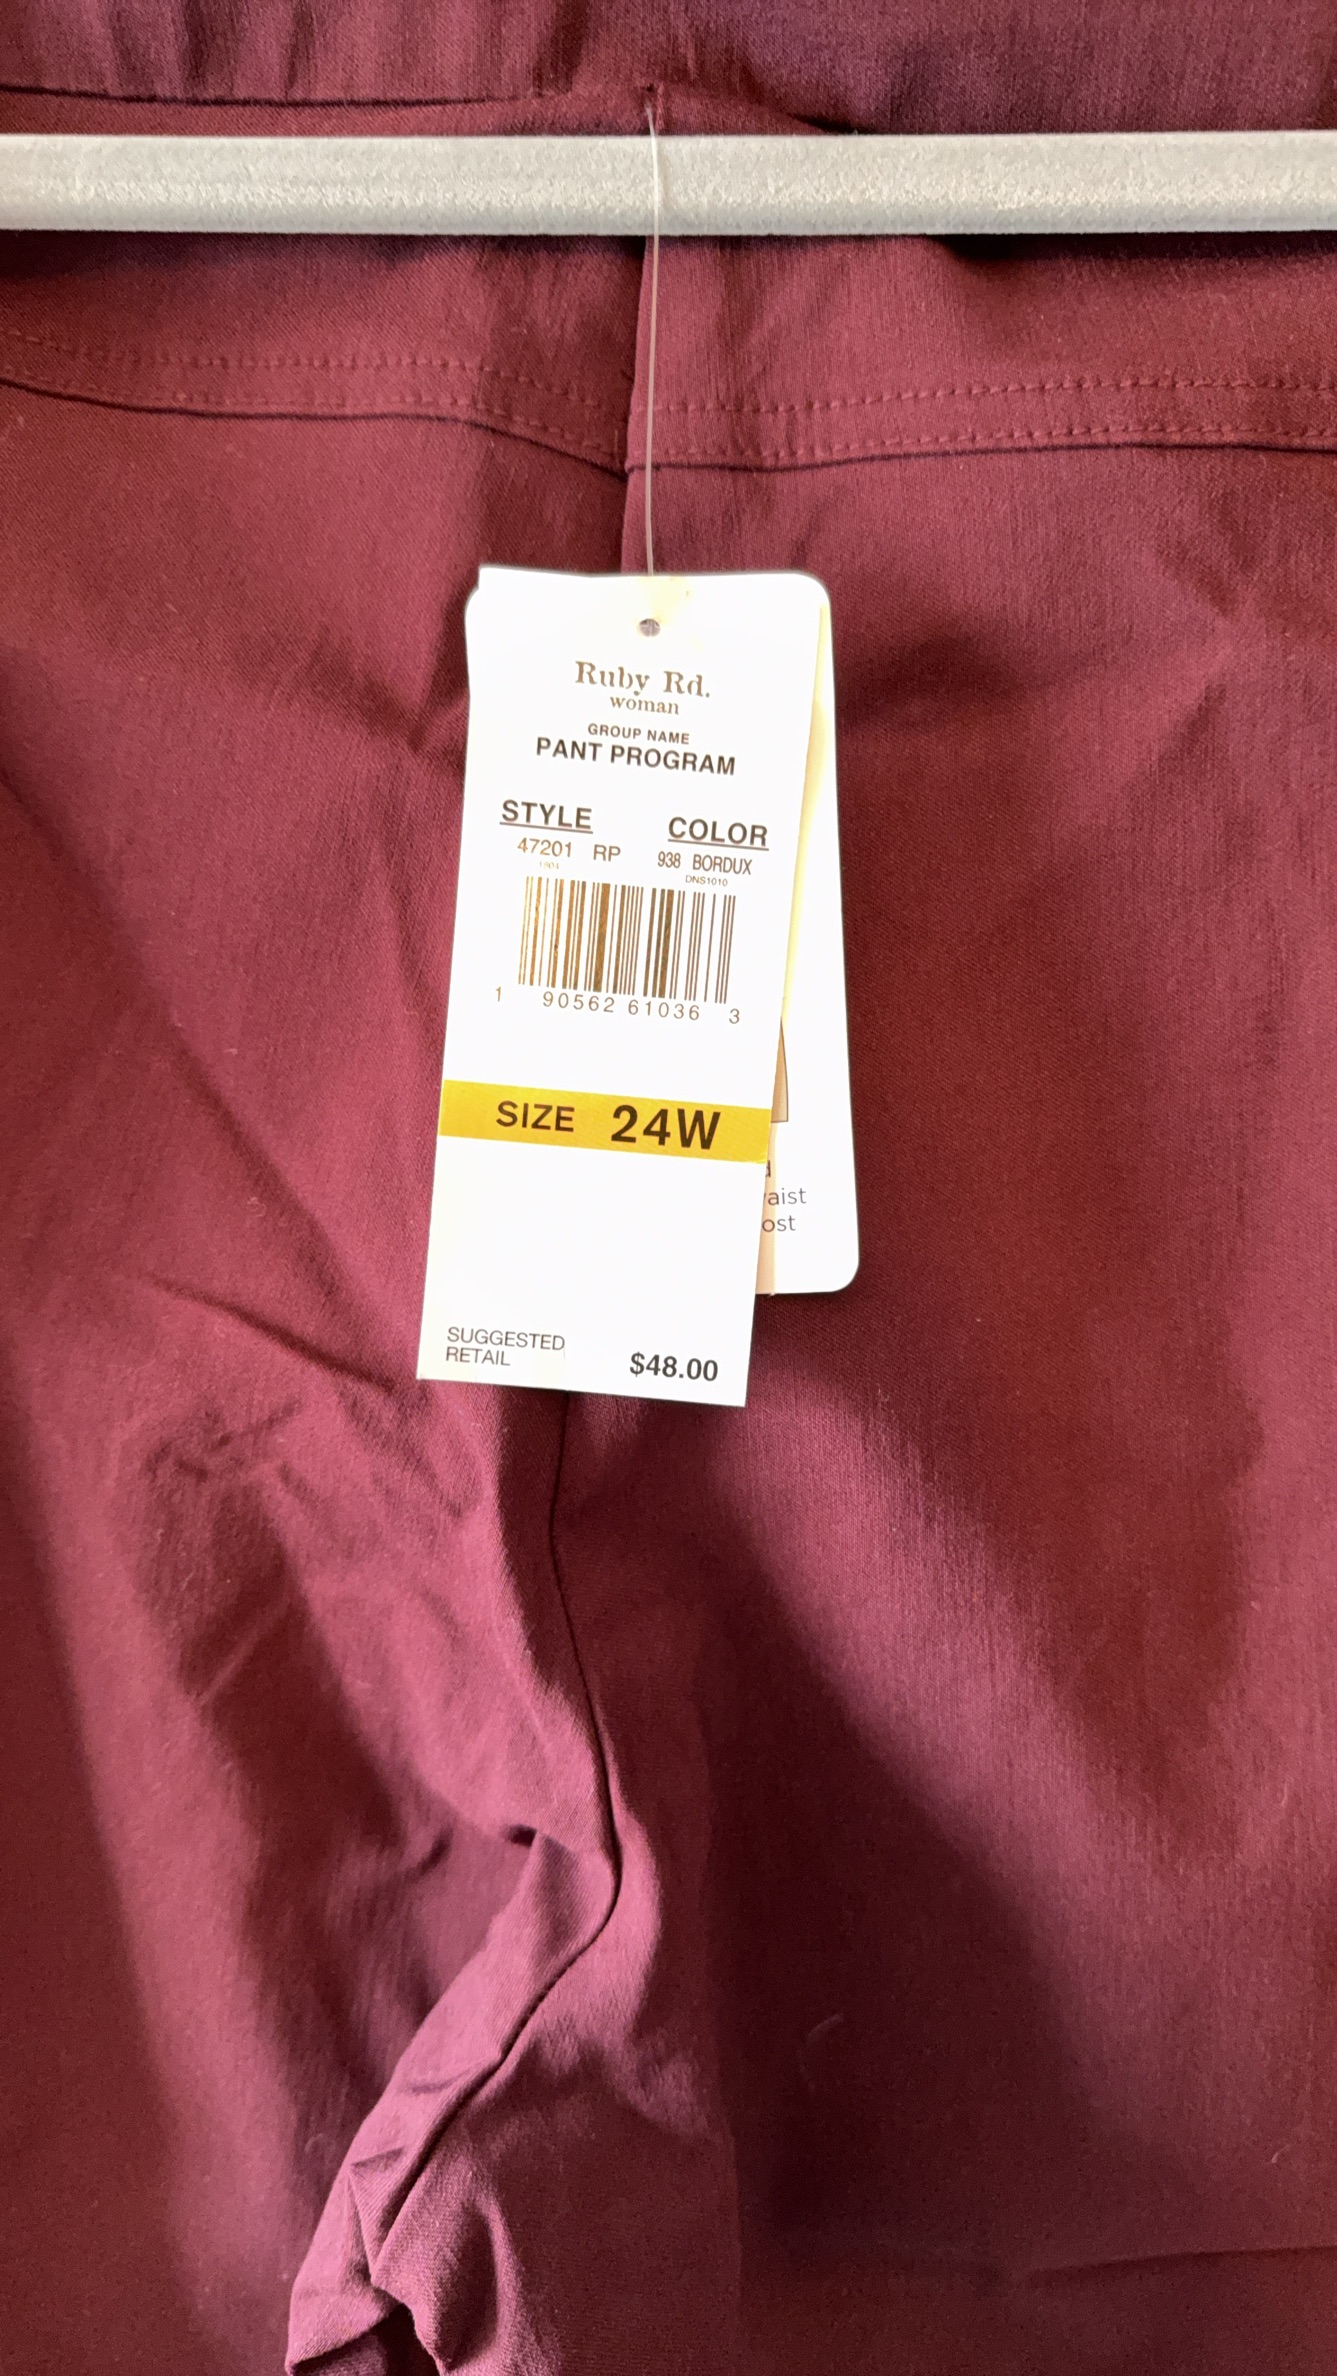 Ruby Rd.
woman
GROUP NAME
PANT PROGRAM
STYLE COLOR
47201 RP 938 BORDUX
DNS1010
1 90562 61036 3
SIZE 24W
aist
ost
SUGGESTED
RETAIL $48.00